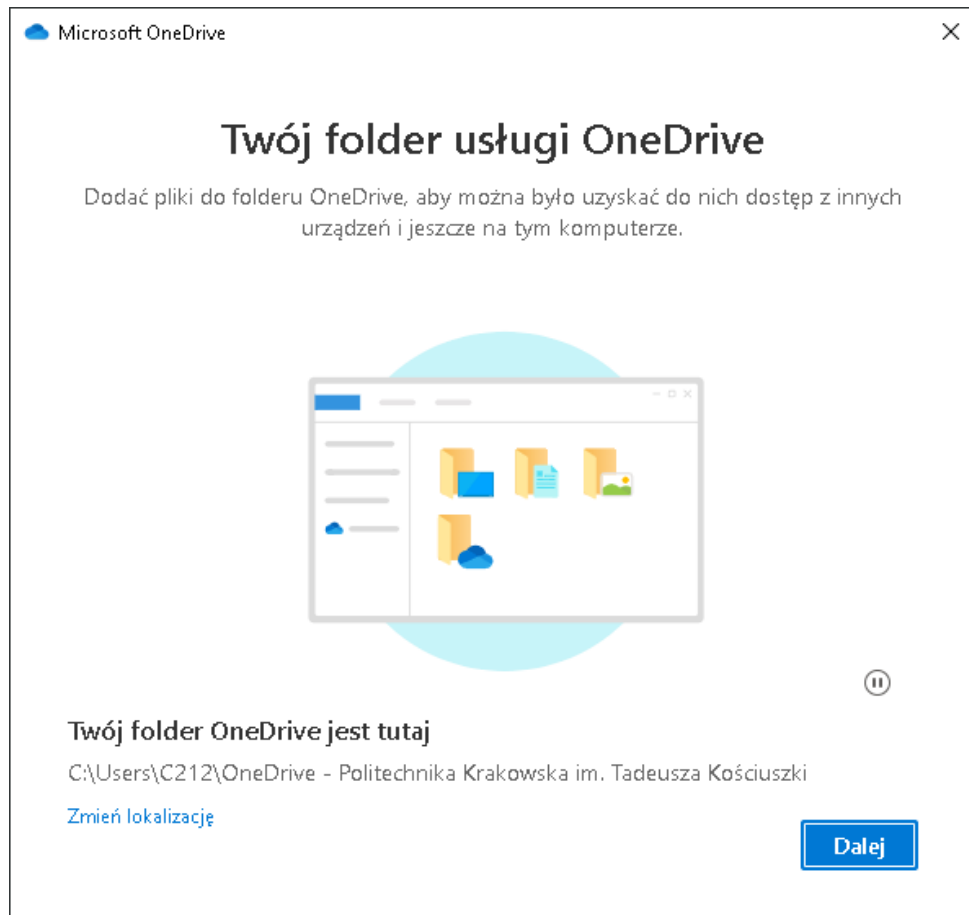 Microsoft OneDrive
Twój folder usługi OneDrive
Dodać pliki do folderu OneDrive, aby można było uzyskać do nich dostęp z innych
urządzeń i jeszcze na tym komputerze.
Twój folder OneDrive jest tutaj
C:\Users\C212\OneDrive - Politechnika Krakowska im. Tadeusza Kościuszki
Zmień lokalizację
Dalej